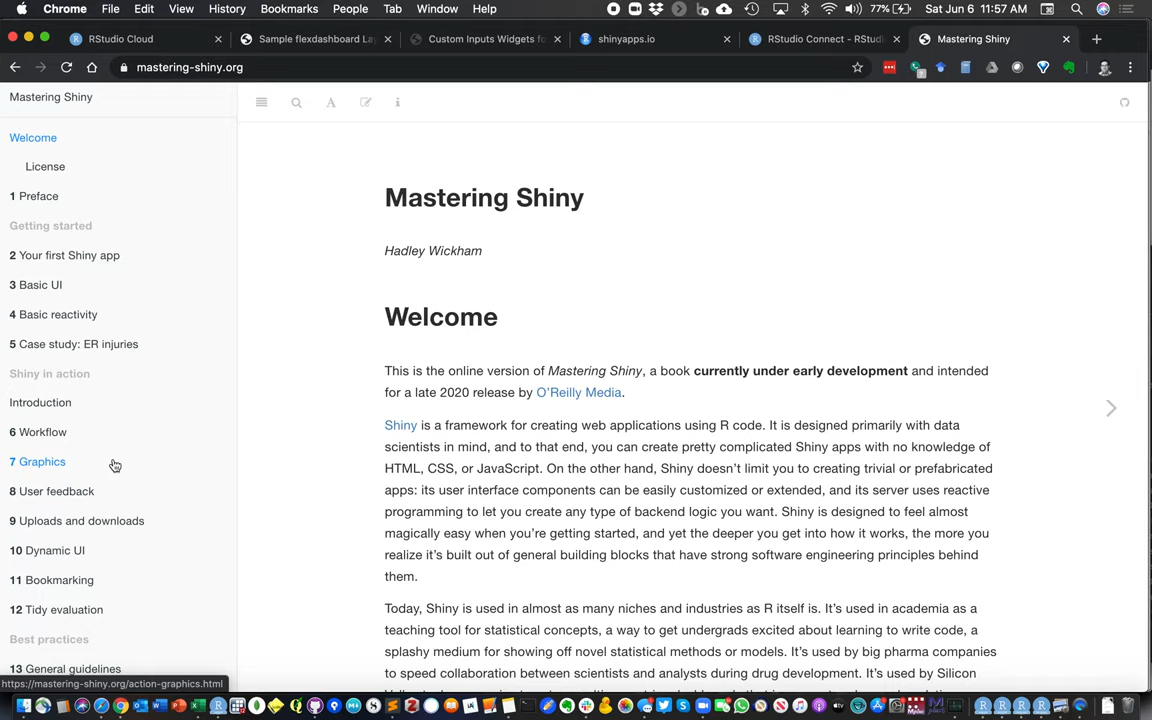 Chrome File Edit View History Bookmarks People Tab Window Help 77% Sat Jun 6 11:57 AM
RStudio Cloud Sample flexdashboard La Custom Inputs Widgets fo shinyapps.io RStudio Connect - RStudi Mastering Shiny
mastering-shiny.org
Mastering Shiny
Welcome
License
1 Preface
Getting started
2 Your first Shiny app
3 Basic UI
4 Basic reactivity
5 Case study: ER injuries
Shiny in action
Introduction
6 Workflow
7 Graphics
8 User feedback
9 Uploads and downloads
10 Dynamic UI
11 Bookmarking
12 Tidy evaluation
Best practices
13 General guidelines
https://mastering-shiny.org/action-graphics.html
Mastering Shiny
Hadley Wickham
Welcome
This is the online version of Mastering Shiny, a book currently under early development and intended
for a late 2020 release by O’Reilly Media.
Shiny is a framework for creating web applications using R code. It is designed primarily with data
scientists in mind, and to that end, you can create pretty complicated Shiny apps with no knowledge of
HTML, CSS, or JavaScript. On the other hand, Shiny doesn’t limit you to creating trivial or prefabricated
apps: its user interface components can be easily customized or extended, and its server uses reactive
programming to let you create any type of backend logic you want. Shiny is designed to feel almost
magically easy when you’re getting started, and yet the deeper you get into how it works, the more you
realize it’s built out of general building blocks that have strong software engineering principles behind
them.
Today, Shiny is used in almost as many niches and industries as R itself is. It’s used in academia as a
teaching tool for statistical concepts, a way to get undergrads excited about learning to write code, a
splashy medium for showing off novel statistical methods or models. It’s used by big pharma companies
to speed collaboration between scientists and analysts during drug development. It’s used by Silicon